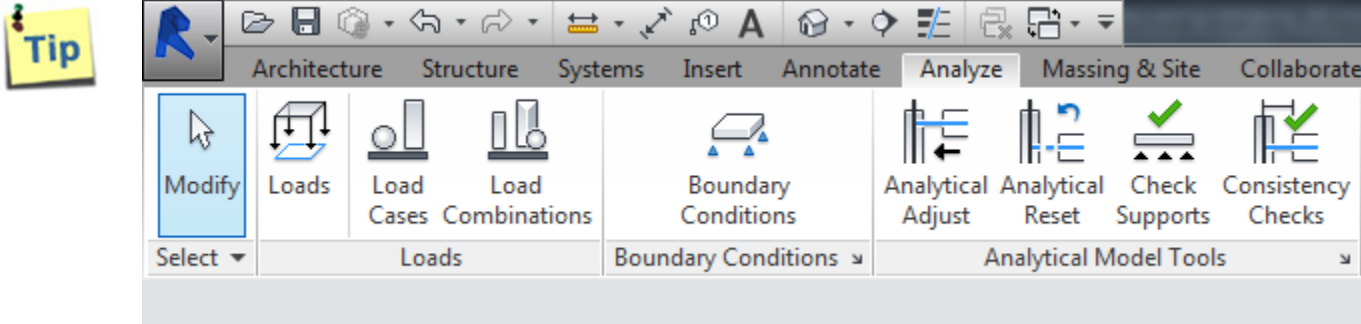 Tip
A
Architecture Structure Systems Insert Annotate Analyze Massing & Site Collaborate
Modify Loads Load Cases Load Combinations Boundary Conditions Analytical Adjust Analytical Reset Check Supports Consistency Checks
Select Loads Boundary Conditions Analytical Model Tools